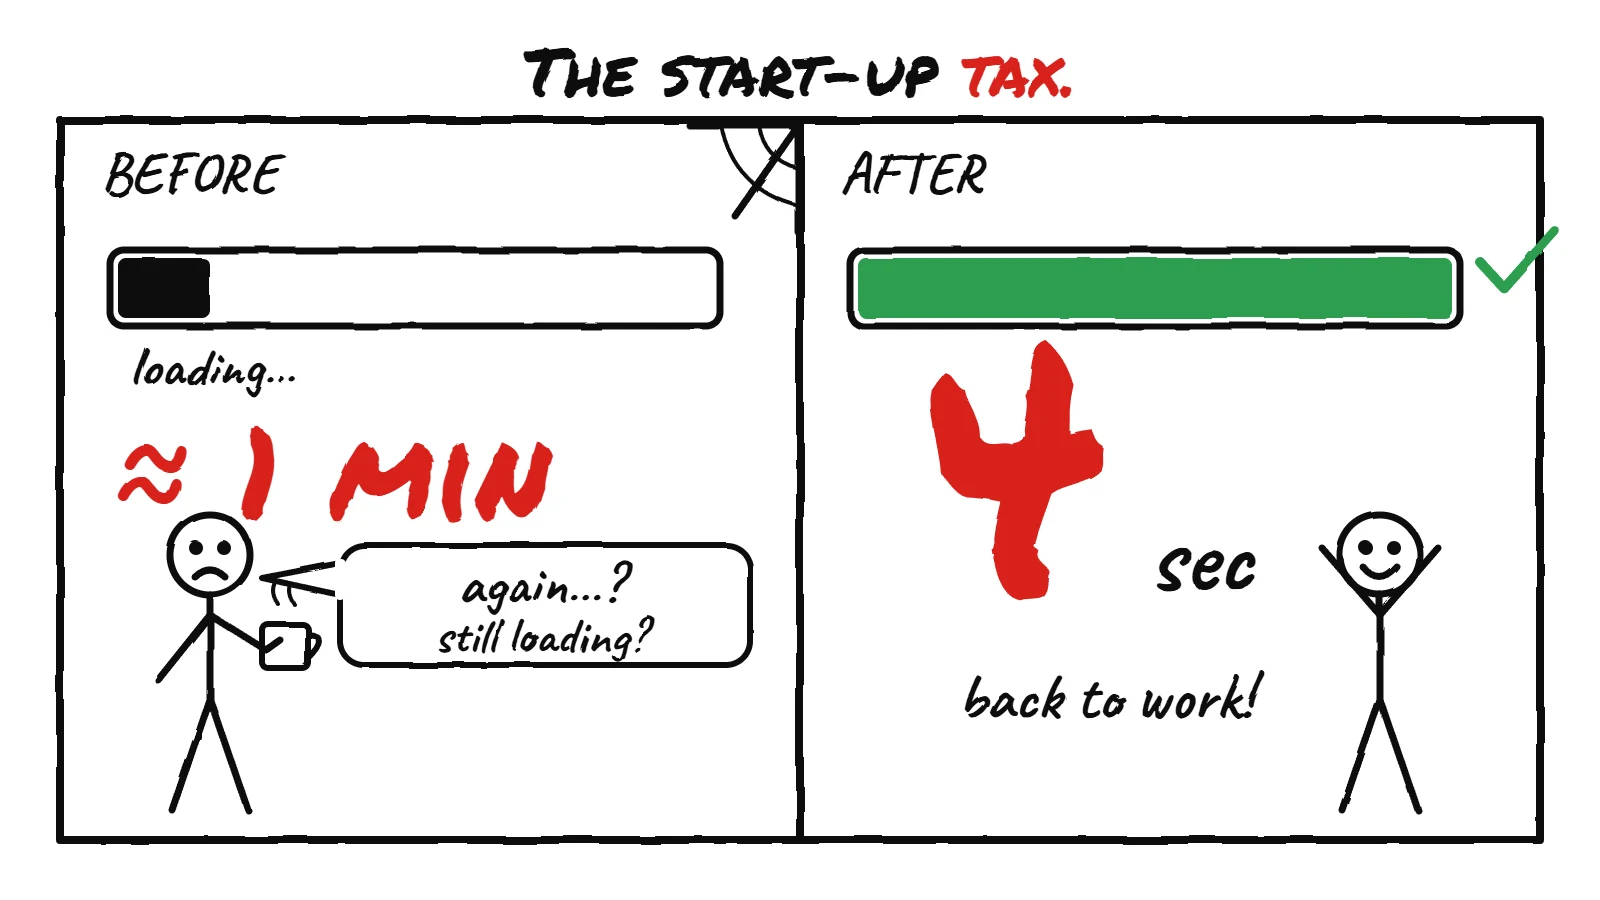 THE START-UP TAX.
BEFORE
loading...
≈ 1 MIN
again...?
still loading?
AFTER
4 sec
back to work!